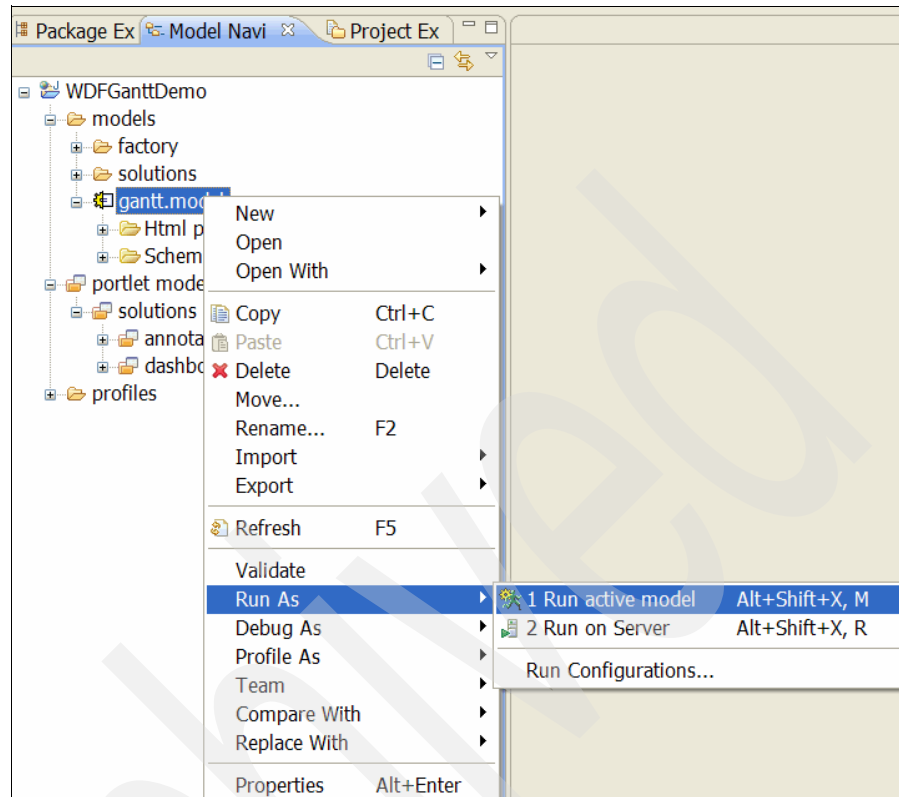 Package Ex Model Navi Project Ex
WDFGanttDemo
models
factory
solutions
gantt.mod
New
Html p
Open
Schem
Open With
portlet mode
solutions
Copy Ctrl+C
annota
Paste Ctrl+V
dashbo
Delete Delete
profiles
Move...
Rename... F2
Import
Export
Refresh F5
Validate
Run As
1 Run active model Alt+Shift+X, M
Debug As
2 Run on Server Alt+Shift+X, R
Profile As
Run Configurations...
Team
Compare With
Replace With
Properties Alt+Enter